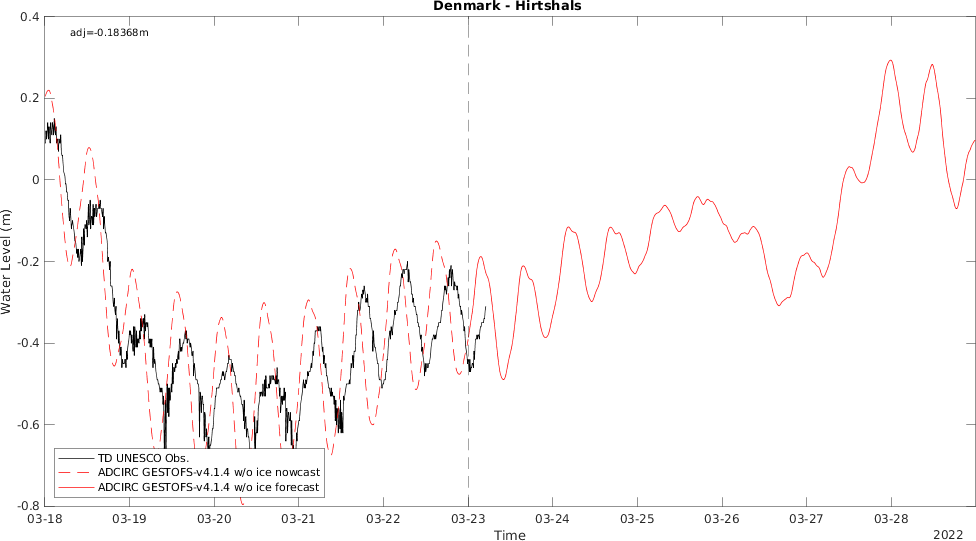 Denmark - Hirtshals
adj=-0.18368m
0.4
0.2
0
-0.2
-0.4
-0.6
-0.8
Water Level (m)
TD UNESCO Obs.
ADCIRC GESTOFS-v4.1.4 w/o ice nowcast
ADCIRC GESTOFS-v4.1.4 w/o ice forecast
03-18 03-19 03-20 03-21 03-22 03-23 03-24 03-25 03-26 03-27 03-28
Time
2022